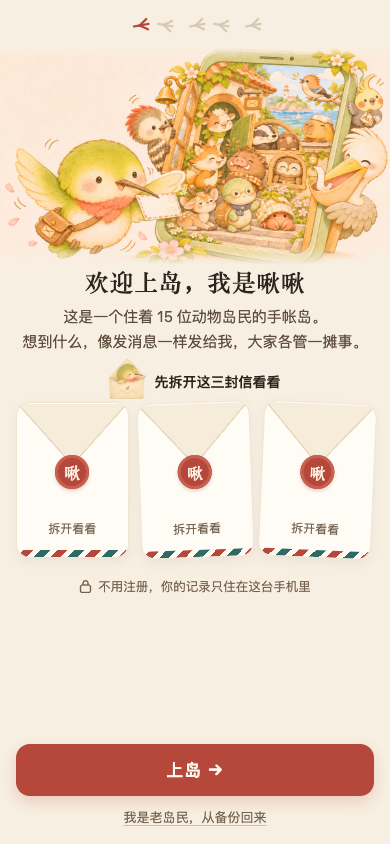 欢迎上岛，我是啾啾
这是一个住着 15 位动物岛民的手帐岛。
想到什么，像发消息一样发给我，大家各管一摊事。
先拆开这三封信看看
啾 啾 啾
拆开看看 拆开看看 拆开看看
不用注册，你的记录只住在这台手机里
上岛 →
我是老岛民，从备份回来